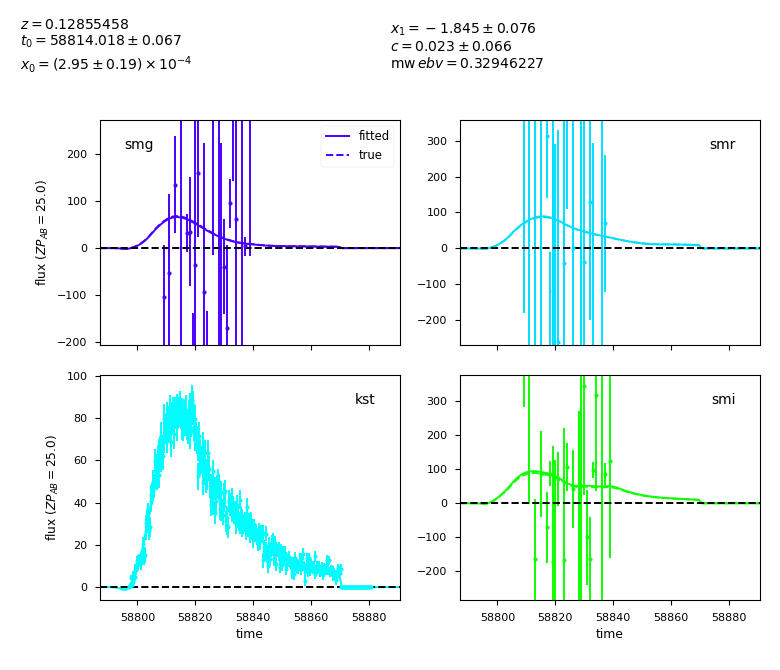 z = 0.12855458
t0 = 58814.018 ± 0.067
x0 = (2.95 ± 0.19) × 10^−4
x1 = −1.845 ± 0.076
c = 0.023 ± 0.066
mw ebv = 0.32946227
smg
fitted
true
200
100
0
−100
−200
flux (ZP_AB = 25.0)
smr
300
200
100
0
−100
−200
kst
100
80
60
40
20
0
flux (ZP_AB = 25.0)
58800 58820 58840 58860 58880
time
smi
300
200
100
0
−100
−200
58800 58820 58840 58860 58880
time